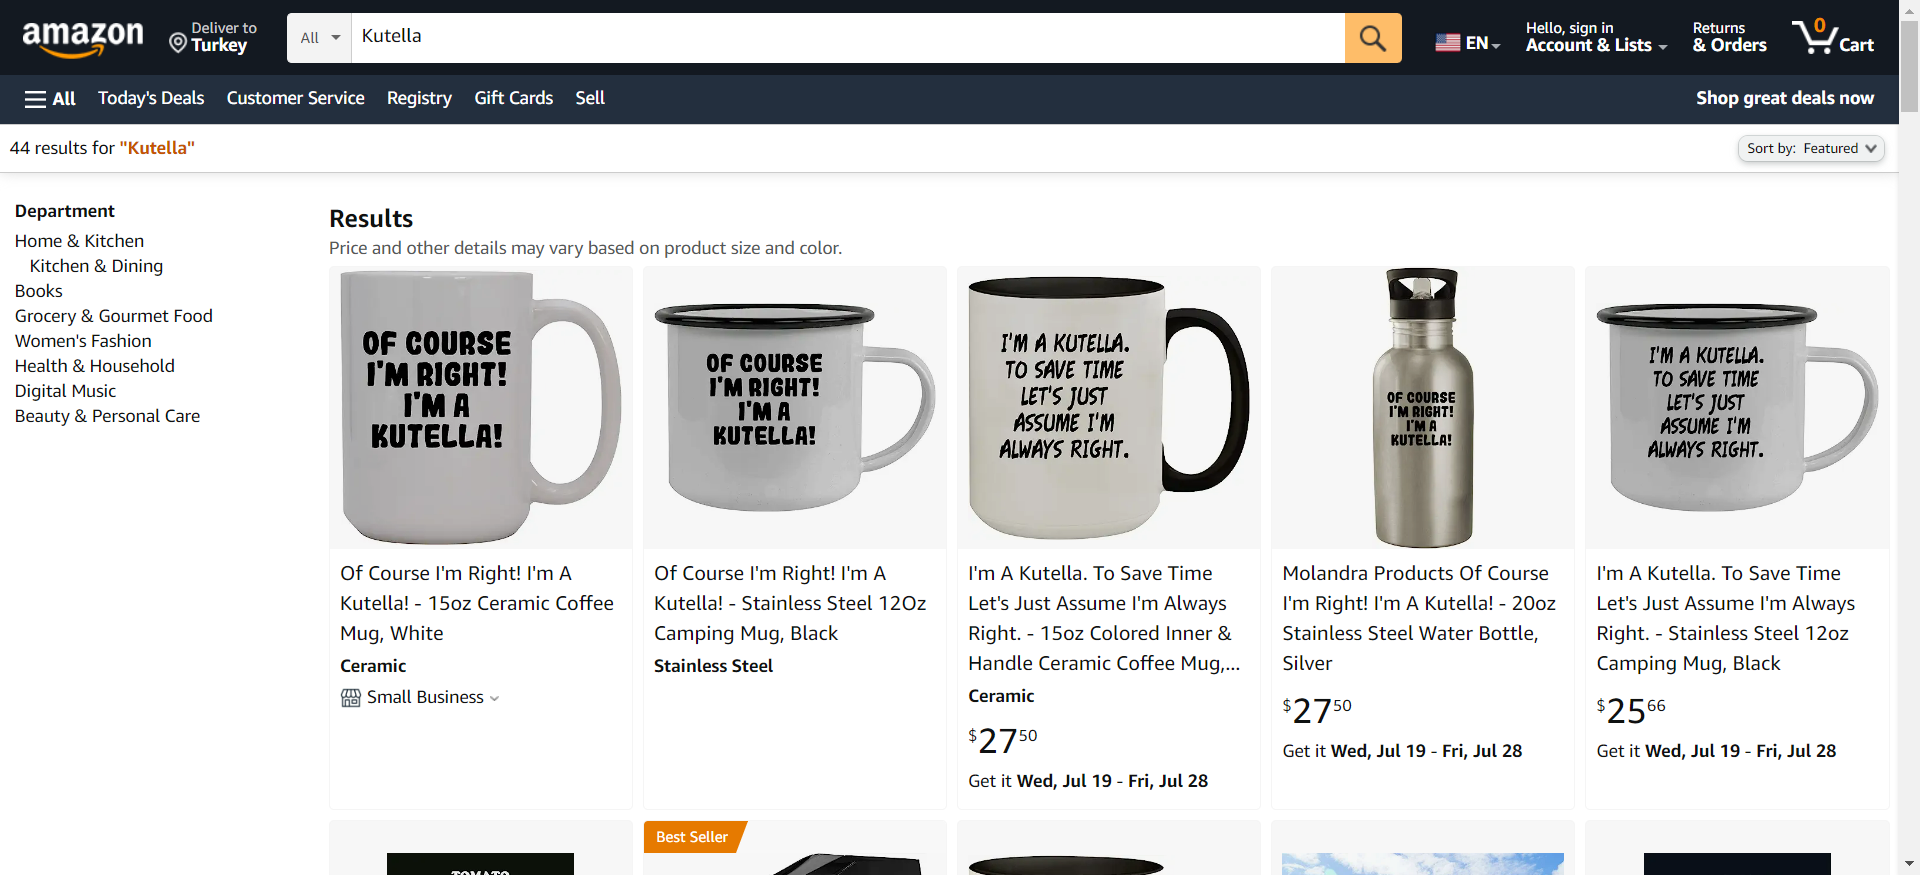 amazon
Deliver to
Turkey
All
Kutella
EN
Hello, sign in
Account & Lists
Returns
& Orders
0
Cart
All
Today's Deals
Customer Service
Registry
Gift Cards
Sell
Shop great deals now
44 results for "Kutella"
Sort by: Featured
Department
Home & Kitchen
Kitchen & Dining
Books
Grocery & Gourmet Food
Women's Fashion
Health & Household
Digital Music
Beauty & Personal Care
Results
Price and other details may vary based on product size and color.
OF COURSE
I'M RIGHT!
I'M A
KUTELLA!
Of Course I'm Right! I'm A
Kutella! - 15oz Ceramic Coffee
Mug, White
Ceramic
Small Business
OF COURSE
I'M RIGHT!
I'M A
KUTELLA!
Of Course I'm Right! I'm A
Kutella! - Stainless Steel 12Oz
Camping Mug, Black
Stainless Steel
I'M A KUTELLA.
TO SAVE TIME
LET'S JUST
ASSUME I'M
ALWAYS RIGHT.
I'm A Kutella. To Save Time
Let's Just Assume I'm Always
Right. - 15oz Colored Inner &
Handle Ceramic Coffee Mug,...
Ceramic
$2750
Get it Wed, Jul 19 - Fri, Jul 28
OF COURSE
I'M RIGHT!
I'M A
KUTELLA!
Molandra Products Of Course
I'm Right! I'm A Kutella! - 20oz
Stainless Steel Water Bottle,
Silver
$2750
Get it Wed, Jul 19 - Fri, Jul 28
I'M A KUTELLA.
TO SAVE TIME
LET'S JUST
ASSUME I'M
ALWAYS RIGHT.
I'm A Kutella. To Save Time
Let's Just Assume I'm Always
Right. - Stainless Steel 12oz
Camping Mug, Black
$2566
Get it Wed, Jul 19 - Fri, Jul 28
TOMATO
Best Seller